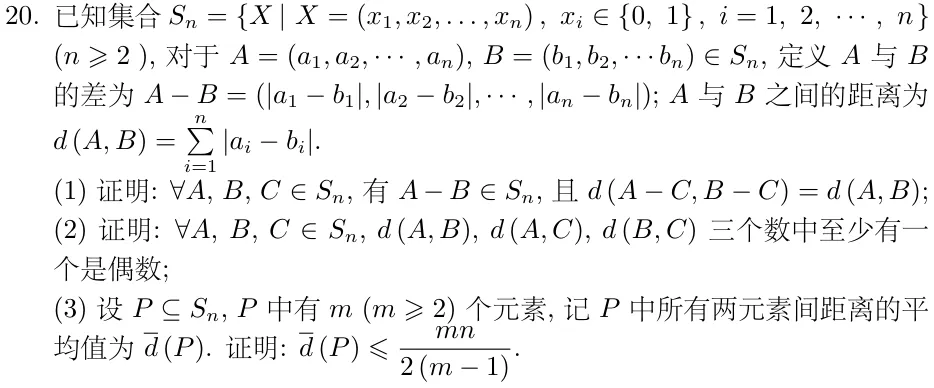 20. 已知集合 $S_n = \{X \mid X = (x_1, x_2, \ldots, x_n), x_i \in \{0, 1\}, i = 1, 2, \cdots, n\}$
$(n \geqslant 2)$, 对于 $A = (a_1, a_2, \cdots, a_n)$, $B = (b_1, b_2, \cdots b_n) \in S_n$, 定义 $A$ 与 $B$
的差为 $A - B = (|a_1 - b_1|, |a_2 - b_2|, \cdots, |a_n - b_n|)$; $A$ 与 $B$ 之间的距离为
$d(A, B) = \sum\limits_{i=1}^{n} |a_i - b_i|$.
(1) 证明: $\forall A, B, C \in S_n$, 有 $A - B \in S_n$, 且 $d(A - C, B - C) = d(A, B)$;
(2) 证明: $\forall A, B, C \in S_n$, $d(A, B)$, $d(A, C)$, $d(B, C)$ 三个数中至少有一
个是偶数;
(3) 设 $P \subseteq S_n$, $P$ 中有 $m$ $(m \geqslant 2)$ 个元素, 记 $P$ 中所有两元素间距离的平
均值为 $\overline{d}(P)$. 证明: $\overline{d}(P) \leqslant \dfrac{mn}{2(m-1)}$.